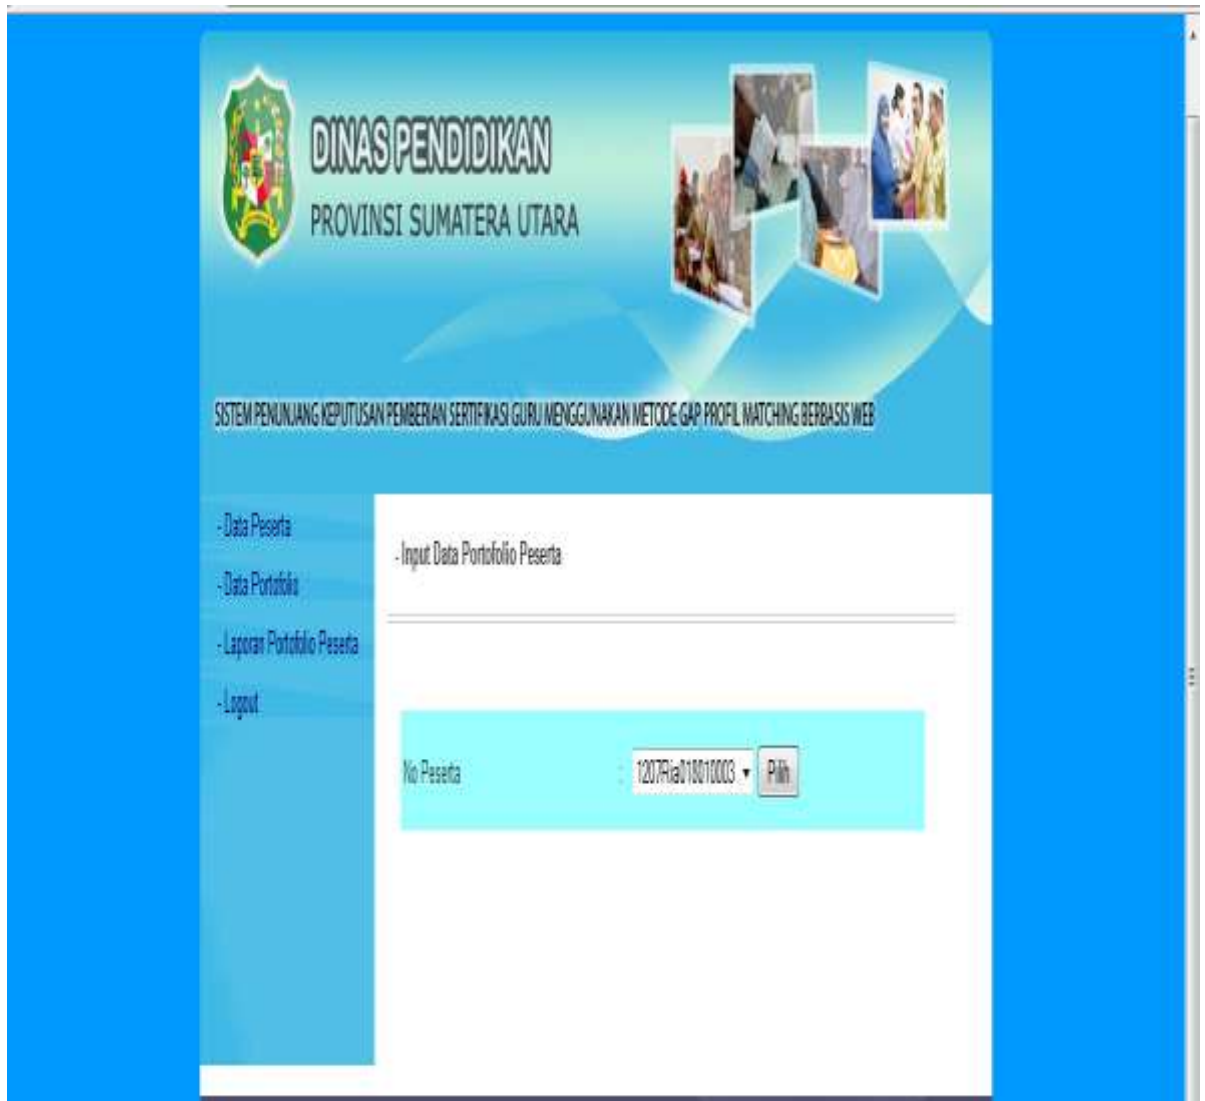 DINAS PENDIDIKAN
PROVINSI SUMATERA UTARA
SISTEM PENUNJANG KEPUTUSAN PEMBERIAN SERTIFIKASI GURU MENGGUNAKAN METODE GAP PROFIL MATCHING BERBASIS WEB
- Data Peserta
- Data Portofolio
- Laporan Portofolio Peserta
- Logout
- Input Data Portofolio Peserta
No Peserta : 1207Ria018010003 Pilih